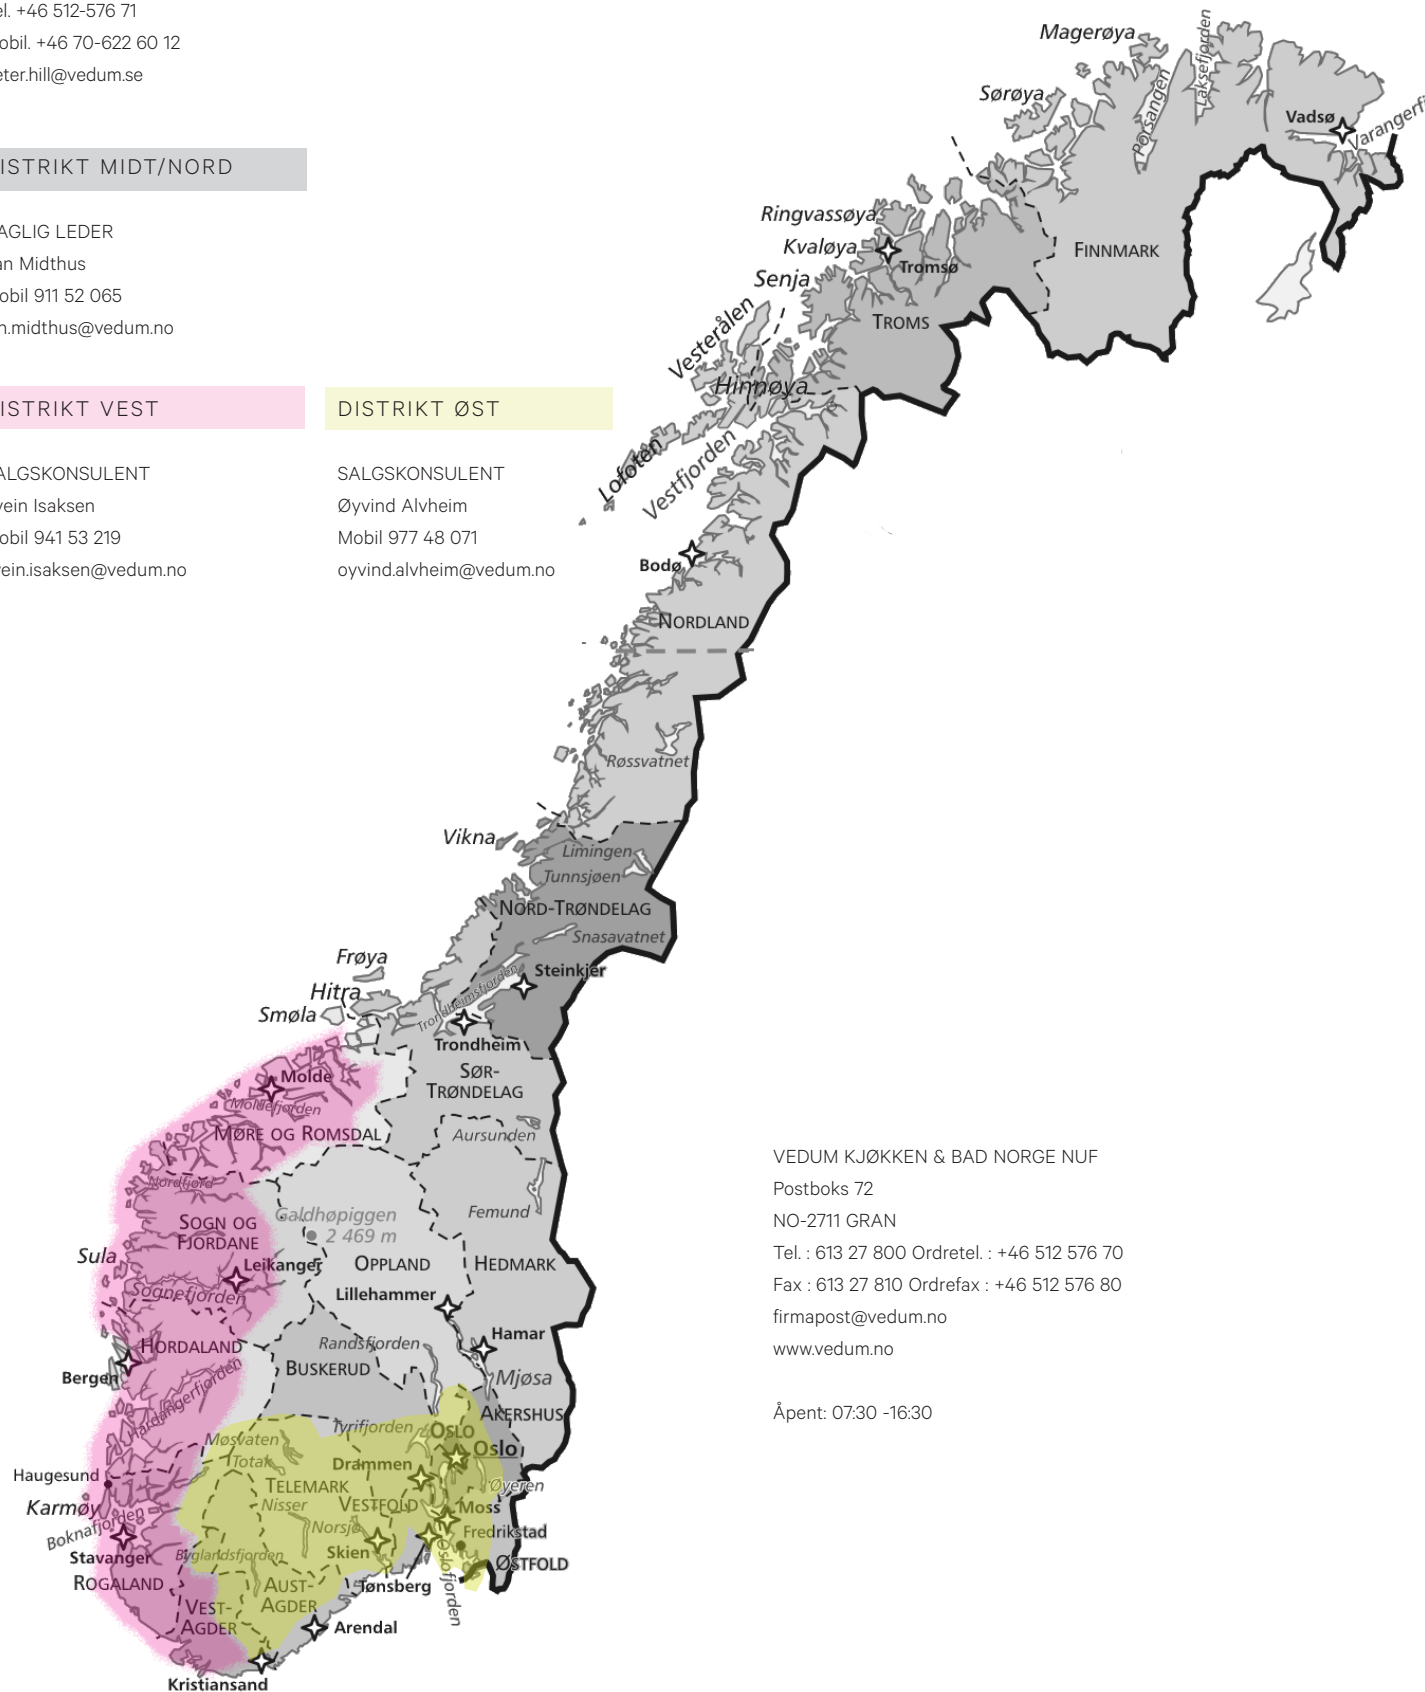 el. +46 512-576 71
obil. +46 70-622 60 12
eter.hill@vedum.se
ISTRIKT MIDT/NORD
AGLIG LEDER
an Midthus
obil 911 52 065
n.midthus@vedum.no
ISTRIKT VEST
ALGSKONSULENT
vein Isaksen
obil 941 53 219
vein.isaksen@vedum.no
DISTRIKT ØST
SALGSKONSULENT
Øyvind Alvheim
Mobil 977 48 071
oyvind.alvheim@vedum.no
Magerøya
Laksefjorden
Sørøya
Porsangen
Vadsø
Varangerfj
Ringvassøya
Kvaløya
Tromsø
FINNMARK
Senja
TROMS
Vesterålen
Hinnøya
Lofoten
Vestfjorden
Bodø
NORDLAND
Røssvatnet
Vikna
Limingen
Tunnsjøen
NORD-TRØNDELAG
Snasavatnet
Frøya
Steinkjer
Hitra
Trondheimsfjorden
Smøla
Trondheim
SØR-
TRØNDELAG
Molde
Moldefjorden
MØRE OG ROMSDAL
Aursunden
Nordfjord
Galdhøpiggen
2 469 m
Femund
SOGN OG
FJORDANE
Sula
Leikanger
OPPLAND
HEDMARK
Sognefjorden
Lillehammer
HORDALAND
Randsfjorden
Hamar
Bergen
BUSKERUD
Mjøsa
Hardangerfjorden
AKERSHUS
Møsvaten
Tyrifjorden
OSLO
Oslo
Totak
Drammen
Haugesund
TELEMARK
Øyeren
Karmøy
Nisser
VESTFOLD
Moss
Boknafjorden
Norsjø
Fredrikstad
Stavanger
Byglandsfjorden
Skien
Oslofjorden
ØSTFOLD
ROGALAND
AUST-
AGDER
Tønsberg
VEST-
AGDER
Arendal
Kristiansand
VEDUM KJØKKEN & BAD NORGE NUF
Postboks 72
NO-2711 GRAN
Tel. : 613 27 800 Ordretel. : +46 512 576 70
Fax : 613 27 810 Ordrefax : +46 512 576 80
firmapost@vedum.no
www.vedum.no
Åpent: 07:30 -16:30